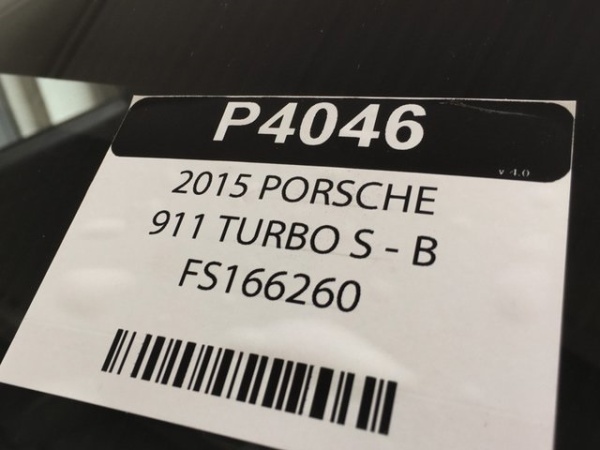 P4046
v 4.0
2015 PORSCHE
911 TURBO S - B
FS166260